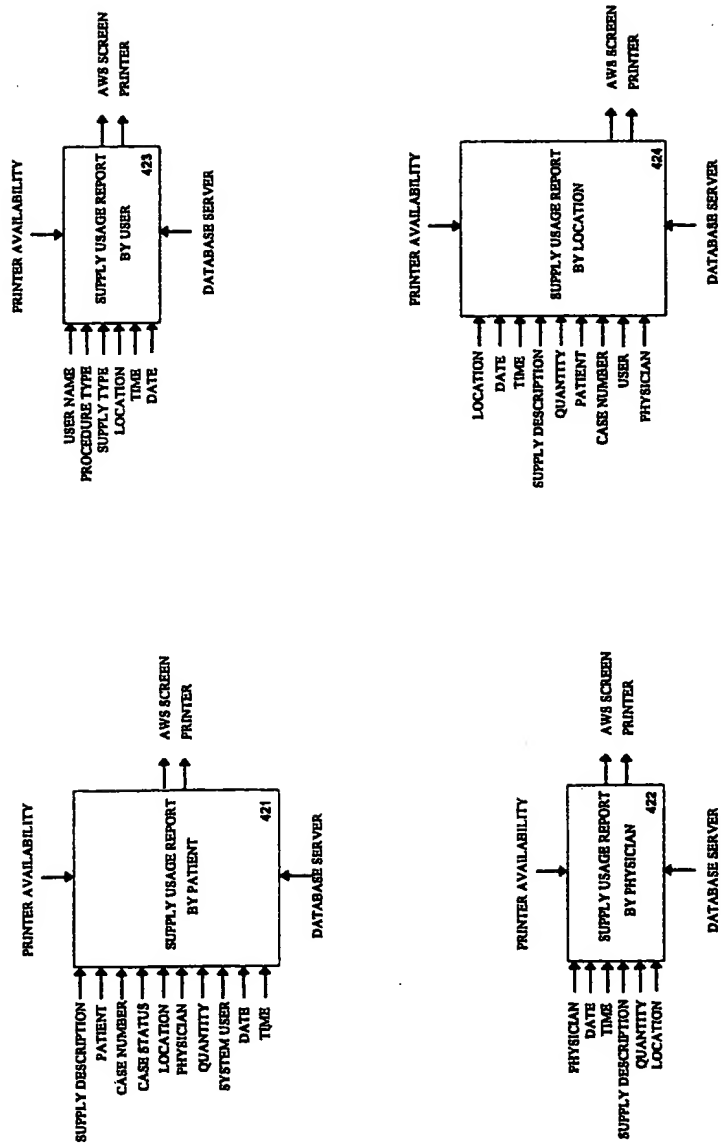 PRINTER AVAILABILITY
SUPPLY DESCRIPTION
PATIENT
CASE NUMBER
CASE STATUS
LOCATION
PHYSICIAN
QUANTITY
SYSTEM USER
DATE
TIME
SUPPLY USAGE REPORT
BY PATIENT
421
AWS SCREEN
PRINTER
DATABASE SERVER
PRINTER AVAILABILITY
USER NAME
PROCEDURE TYPE
SUPPLY TYPE
LOCATION
TIME
DATE
SUPPLY USAGE REPORT
BY USER
423
AWS SCREEN
PRINTER
DATABASE SERVER
PRINTER AVAILABILITY
PHYSICIAN
DATE
TIME
SUPPLY DESCRIPTION
QUANTITY
LOCATION
SUPPLY USAGE REPORT
BY PHYSICIAN
422
AWS SCREEN
PRINTER
DATABASE SERVER
PRINTER AVAILABILITY
LOCATION
DATE
TIME
SUPPLY DESCRIPTION
QUANTITY
PATIENT
CASE NUMBER
USER
PHYSICIAN
SUPPLY USAGE REPORT
BY LOCATION
424
AWS SCREEN
PRINTER
DATABASE SERVER